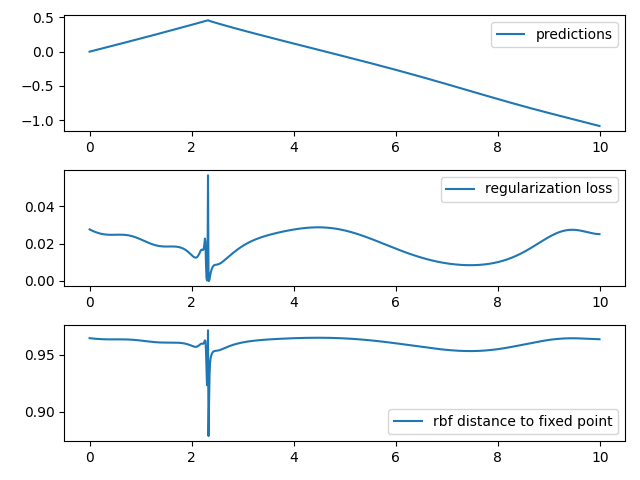 0.5
predictions
0.0
−0.5
−1.0
0 2 4 6 8 10
regularization loss
0.04
0.02
0.00
0 2 4 6 8 10
0.95
0.90
rbf distance to fixed point
0 2 4 6 8 10